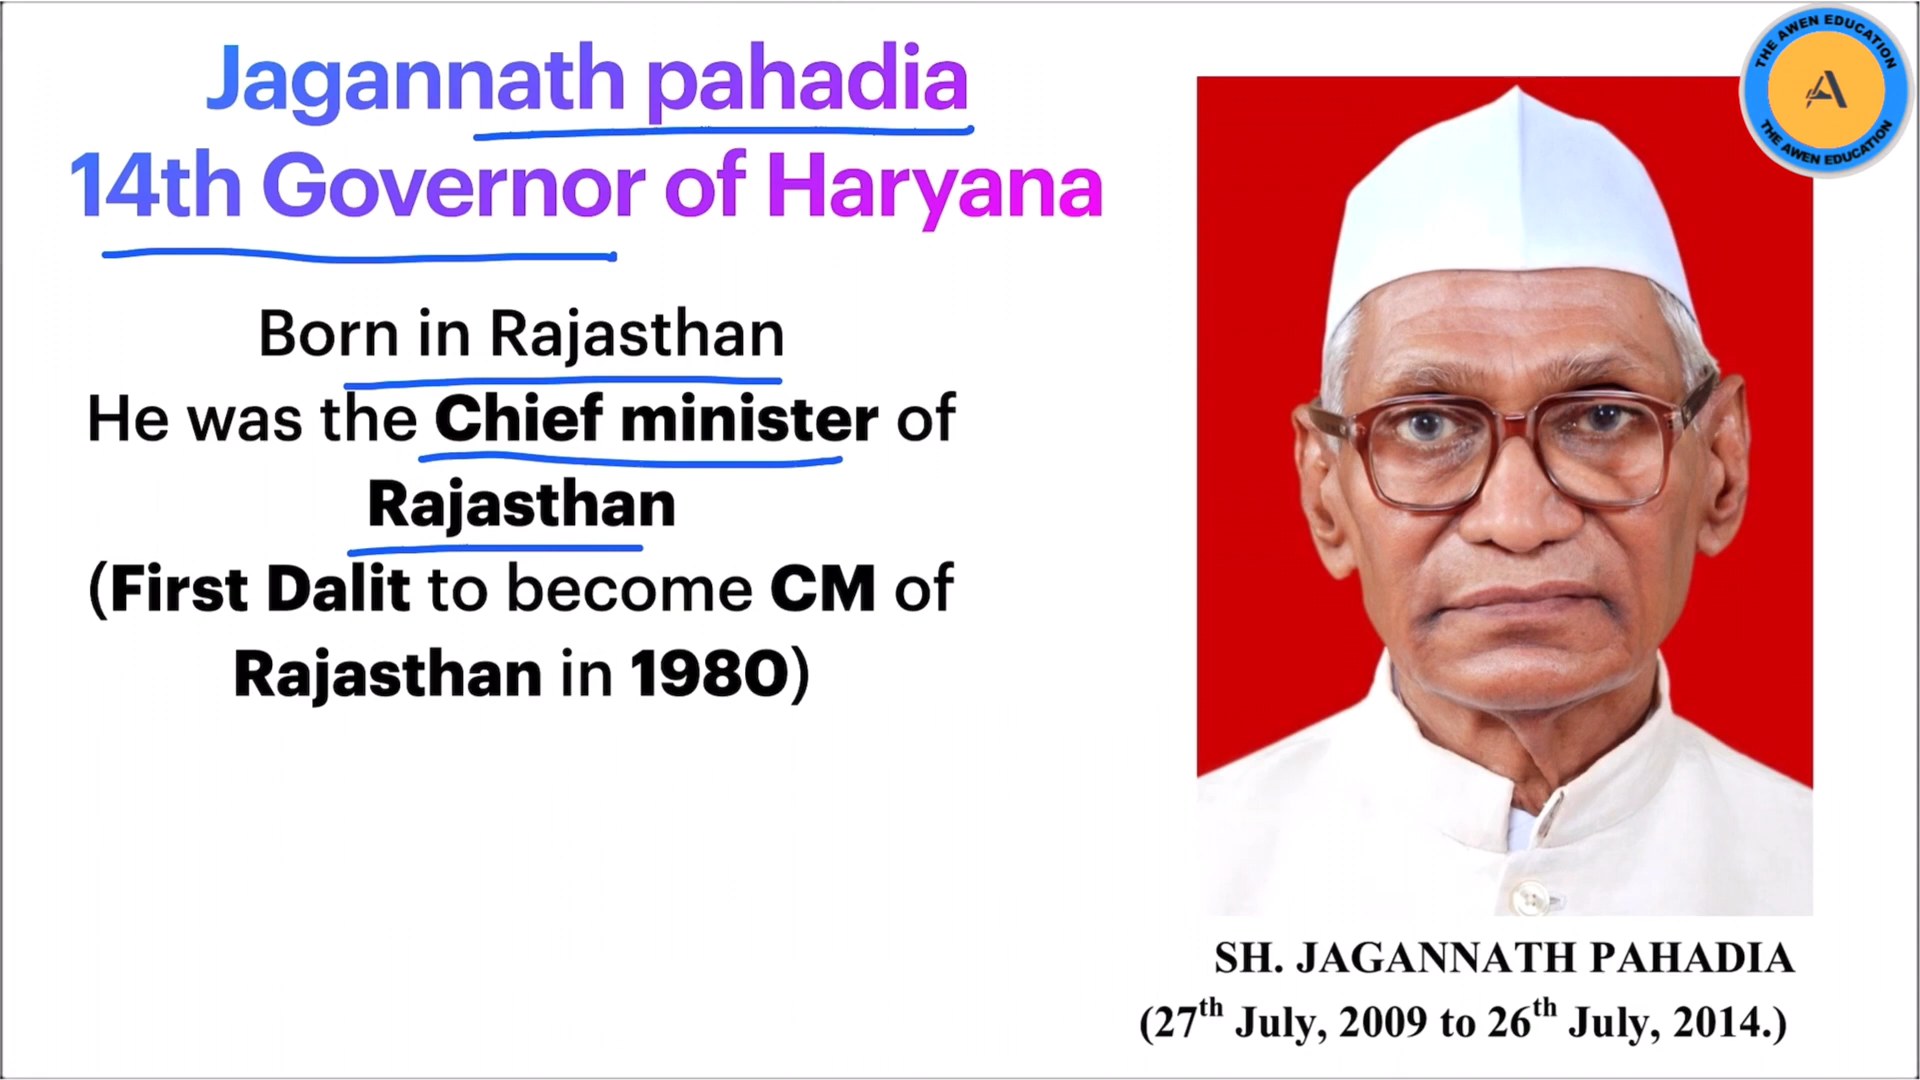 Jagannath pahadia
14th Governor of Haryana
Born in Rajasthan
He was the Chief minister of
Rajasthan
(First Dalit to become CM of
Rajasthan in 1980)
THE AWEN EDUCATION
THE AWEN EDUCATION
SH. JAGANNATH PAHADIA
(27th July, 2009 to 26th July, 2014.)